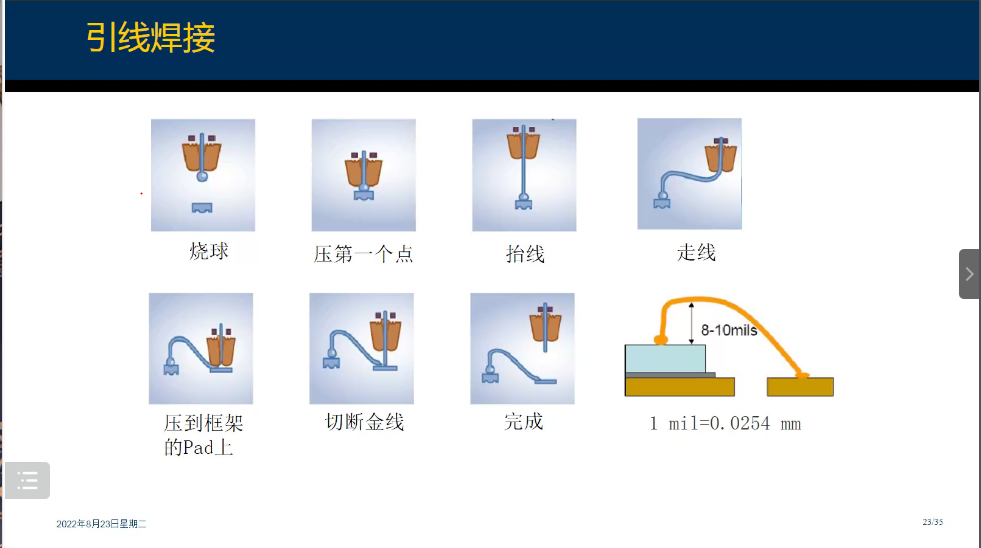 引线焊接
烧球
压第一个点
抬线
走线
8-10mils
压到框架
的Pad上
切断金线
完成
1 mil=0.0254 mm
2022年8月23日星期二
23/35